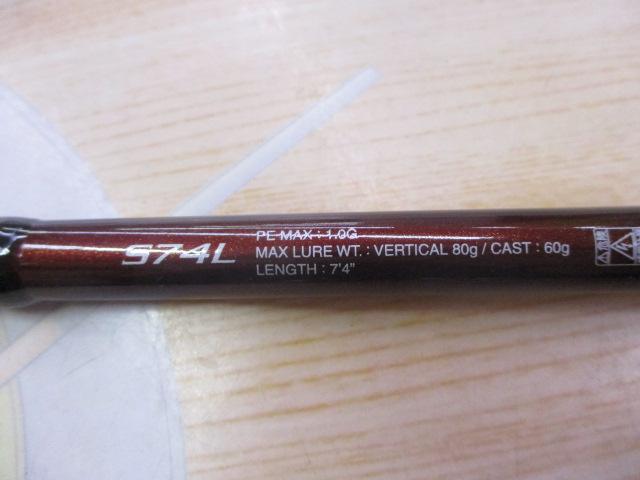 S74L
PE MAX : 1.0G
MAX LURE WT. : VERTICAL 80g / CAST : 60g
LENGTH : 7'4"